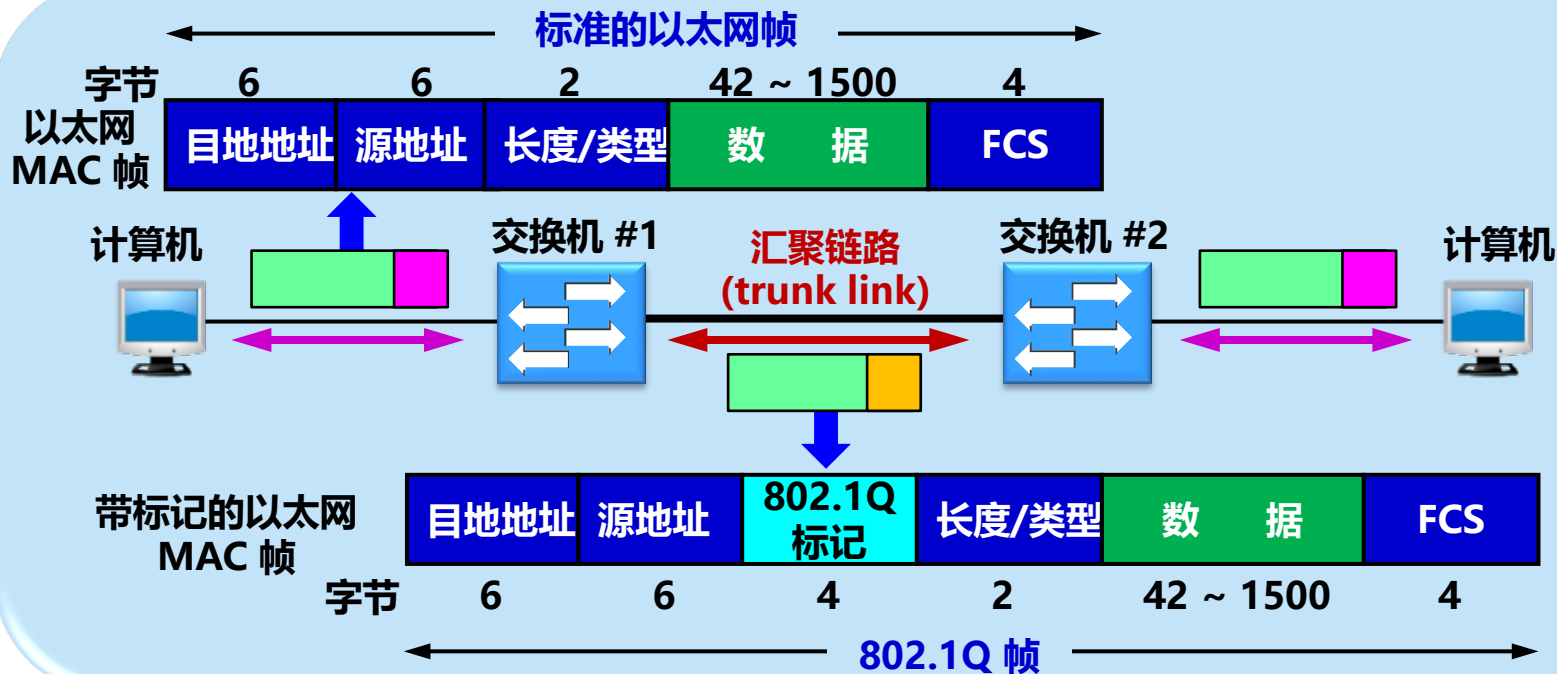 标准的以太网帧
字节 6 6 2 42 ~ 1500 4
以太网
MAC 帧
目地地址 源地址 长度/类型 数 据 FCS
计算机 交换机 #1 汇聚链路 交换机 #2 计算机
(trunk link)
带标记的以太网
MAC 帧
目地地址 源地址 802.1Q 长度/类型 数 据 FCS
标记
字节 6 6 4 2 42 ~ 1500 4
802.1Q 帧